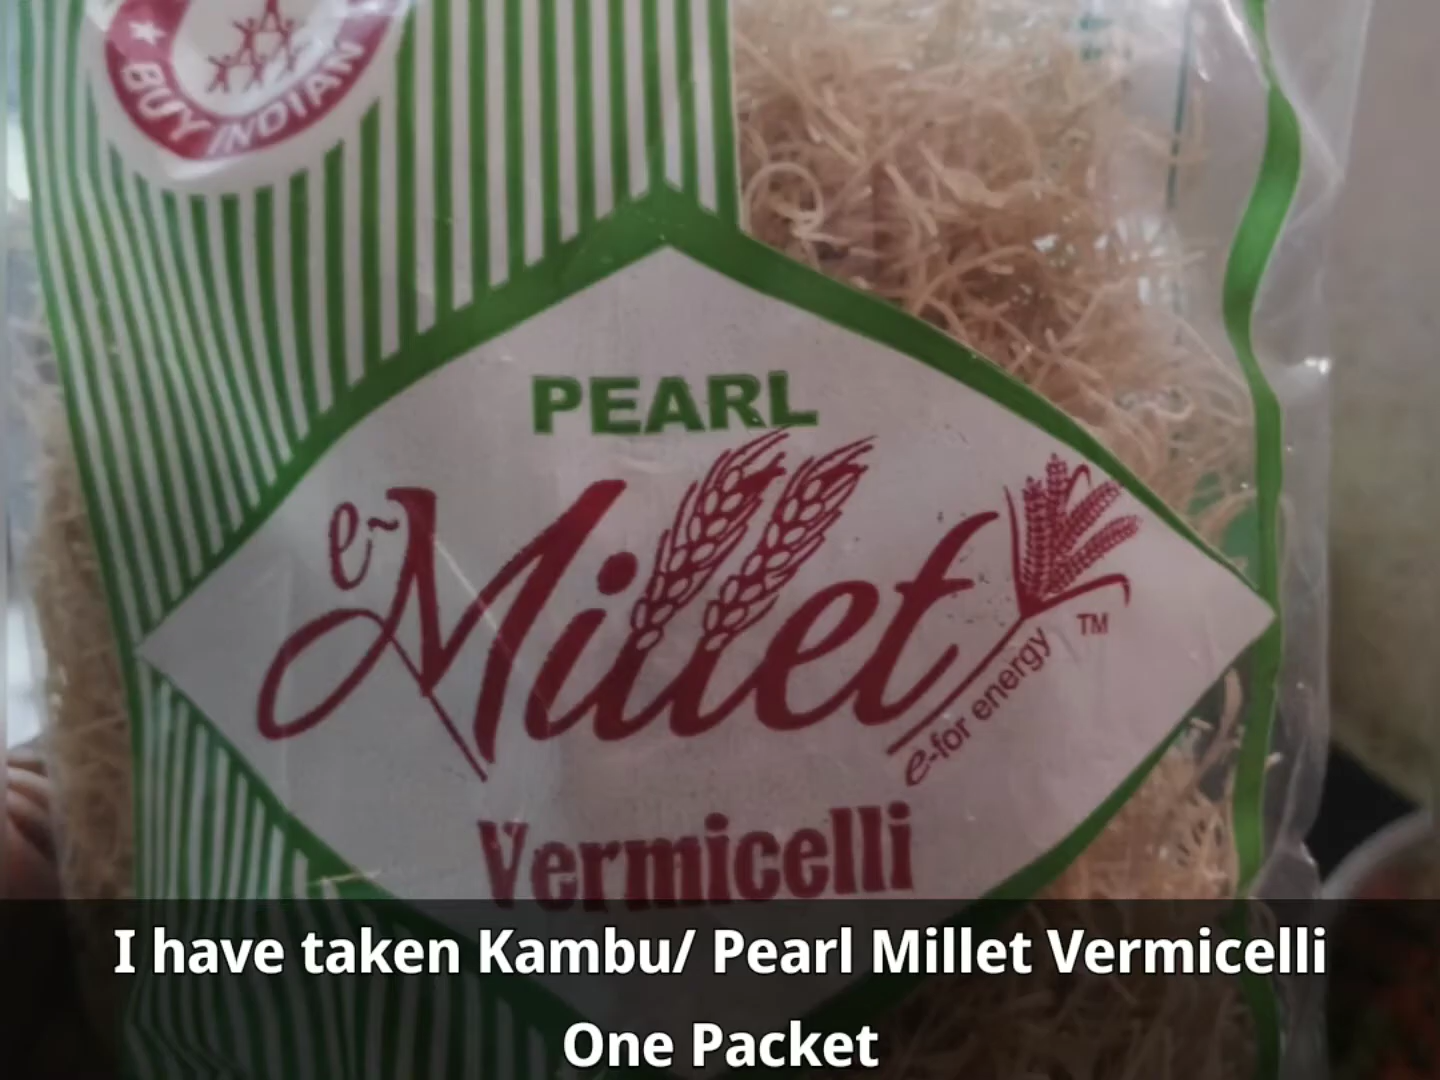 BUY INDIAN
PEARL
e~Millet
TM
e-for energy
Vermicelli
I have taken Kambu/ Pearl Millet Vermicelli
One Packet